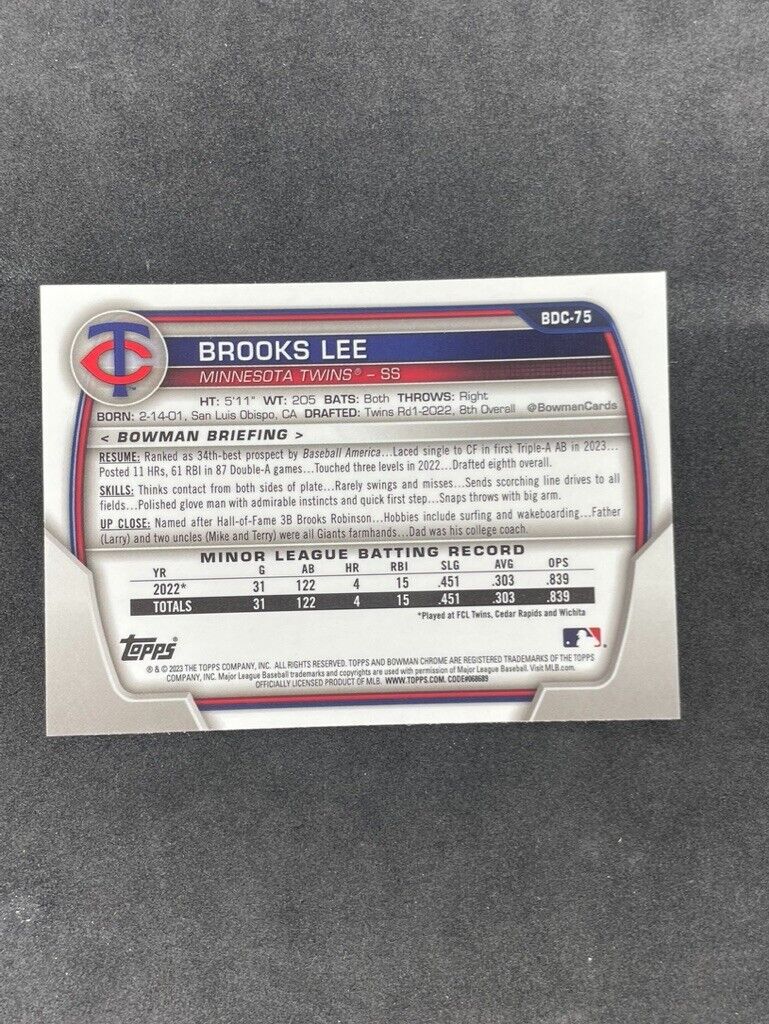 BDC-75
TC
BROOKS LEE
MINNESOTA TWINS® – SS
HT: 5'11" WT: 205 BATS: Both THROWS: Right
BORN: 2-14-01, San Luis Obispo, CA DRAFTED: Twins Rd1-2022, 8th Overall @BowmanCards
< BOWMAN BRIEFING >
RESUME: Ranked as 34th-best prospect by Baseball America...Laced single to CF in first Triple-A AB in 2023...
Posted 11 HRs, 61 RBI in 87 Double-A games...Touched three levels in 2022...Drafted eighth overall.
SKILLS: Thinks contact from both sides of plate...Rarely swings and misses...Sends scorching line drives to all
fields...Polished glove man with admirable instincts and quick first step...Snaps throws with big arm.
UP CLOSE: Named after Hall-of-Fame 3B Brooks Robinson...Hobbies include surfing and wakeboarding...Father
(Larry) and two uncles (Mike and Terry) were all Giants farmhands...Dad was his college coach.
MINOR LEAGUE BATTING RECORD
YR G AB HR RBI SLG AVG OPS
2022* 31 122 4 15 .451 .303 .839
TOTALS 31 122 4 15 .451 .303 .839
*Played at FCL Twins, Cedar Rapids and Wichita
Topps®
® & © 2023 THE TOPPS COMPANY, INC. ALL RIGHTS RESERVED. TOPPS AND BOWMAN CHROME ARE REGISTERED TRADEMARKS OF THE TOPPS
COMPANY, INC. Major League Baseball trademarks and copyrights are used with permission of Major League Baseball. Visit MLB.com.
OFFICIALLY LICENSED PRODUCT OF MLB. WWW.TOPPS.COM. CODE#068689